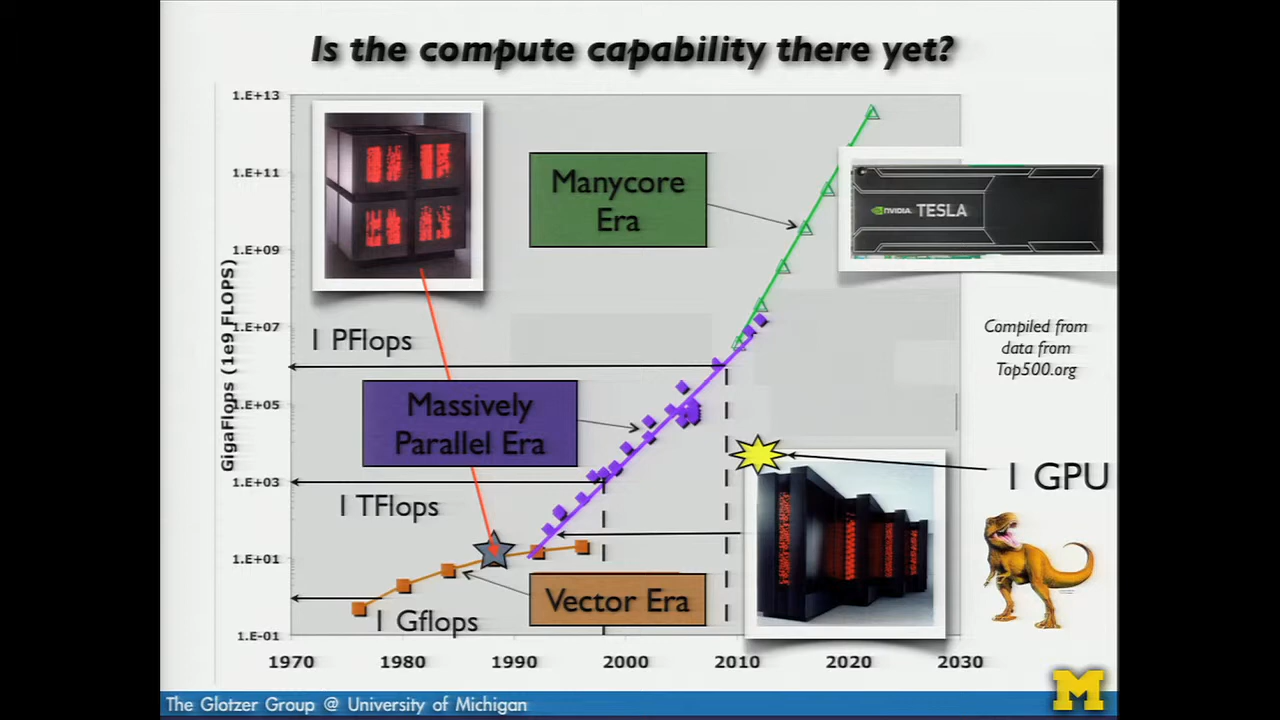 Is the compute capability there yet?
1.E+13
1.E+11
1.E+09
1.E+07
1.E+05
1.E+03
1.E+01
1.E-01
GigaFlops (1e9 FLOPS)
Manycore
Era
NVIDIA. TESLA
1 PFlops
Compiled from
data from
Top500.org
Massively
Parallel Era
1 GPU
1 TFlops
Vector Era
1 Gflops
1970
1980
1990
2000
2010
2020
2030
M
The Glotzer Group @ University of Michigan